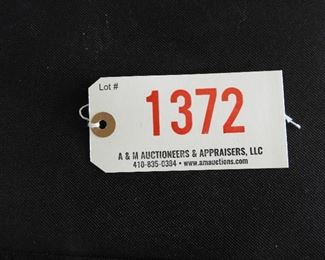 Lot #
1372
A & M AUCTIONEERS & APPRAISERS, LLC
410-835-0384 • www.amauctions.com